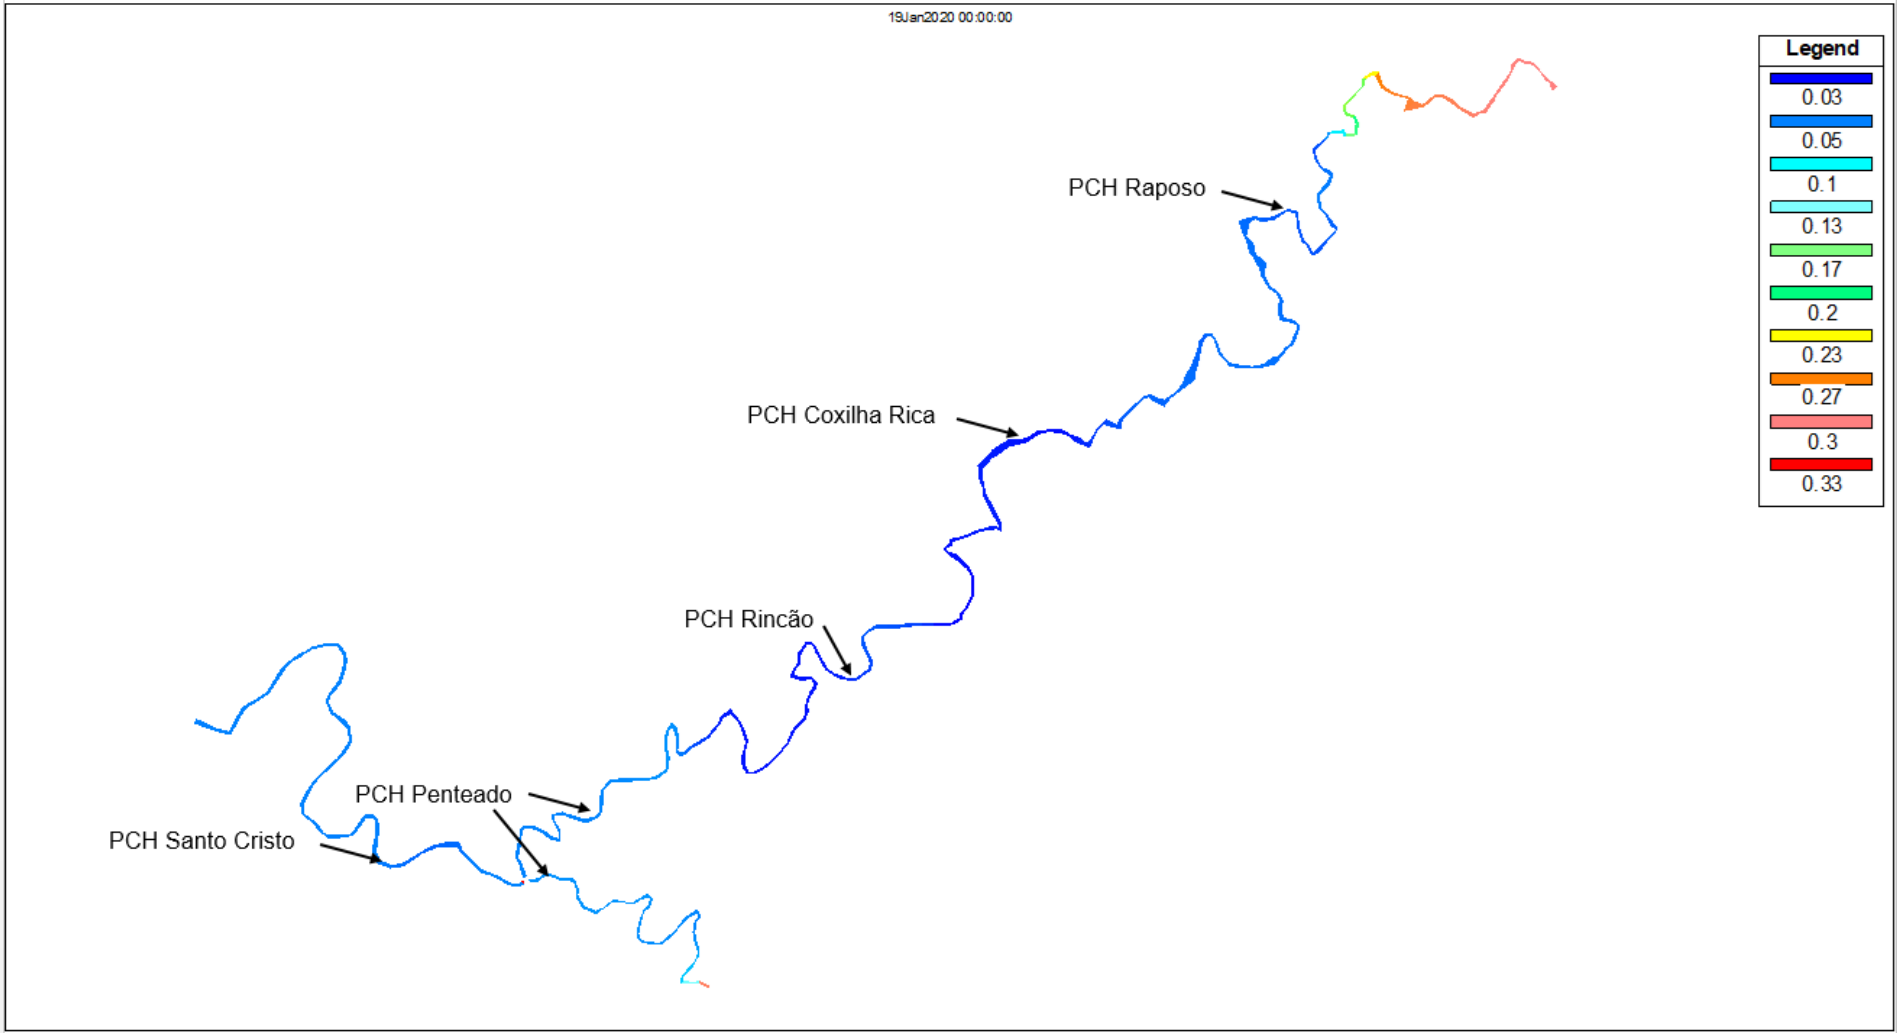 19Jan2020 00:00:00
Legend
0.03
0.05
0.1
0.13
0.17
0.2
0.23
0.27
0.3
0.33
PCH Raposo
PCH Coxilha Rica
PCH Rincão
PCH Penteado
PCH Santo Cristo